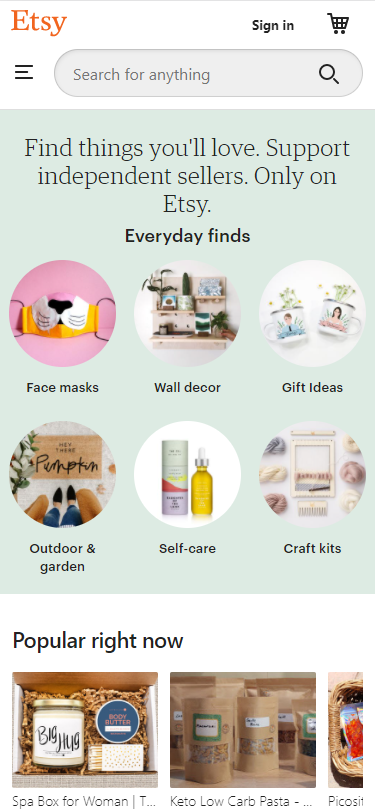 Etsy
Sign in
Search for anything
Find things you'll love. Support
independent sellers. Only on
Etsy.
Everyday finds
Face masks
Wall decor
Gift Ideas
HEY
THERE
Pumpkin
Outdoor &
garden
Self-care
Craft kits
Popular right now
Big Hug
BODY
BUTTER
Spa Box for Woman | T...
Keto Low Carb Pasta - ...
Picosit